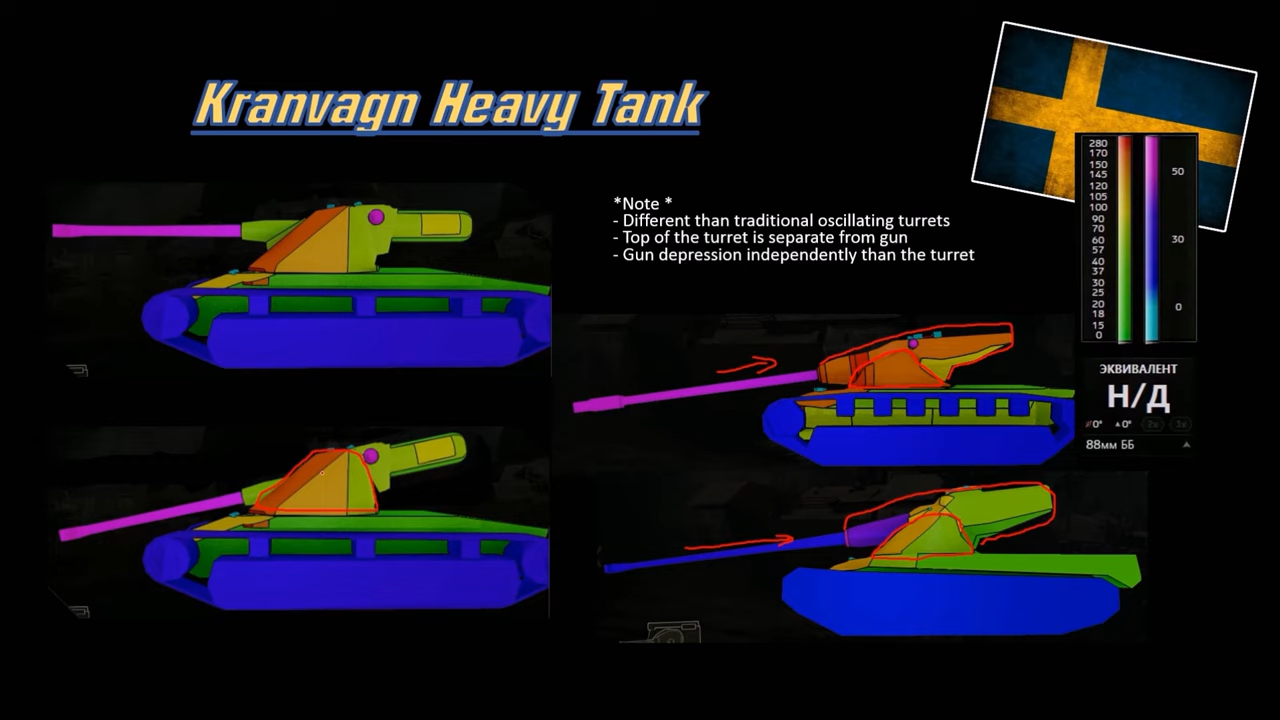 Kranvagn Heavy Tank
*Note *
- Different than traditional oscillating turrets
- Top of the turret is separate from gun
- Gun depression independently than the turret
280
170
150
145
120
105
100
90
70
60
57
40
37
30
25
20
18
15
0
50
30
0
ЭКВИВАЛЕНТ
Н/Д
0°
0°
2x
3x
88мм ББ